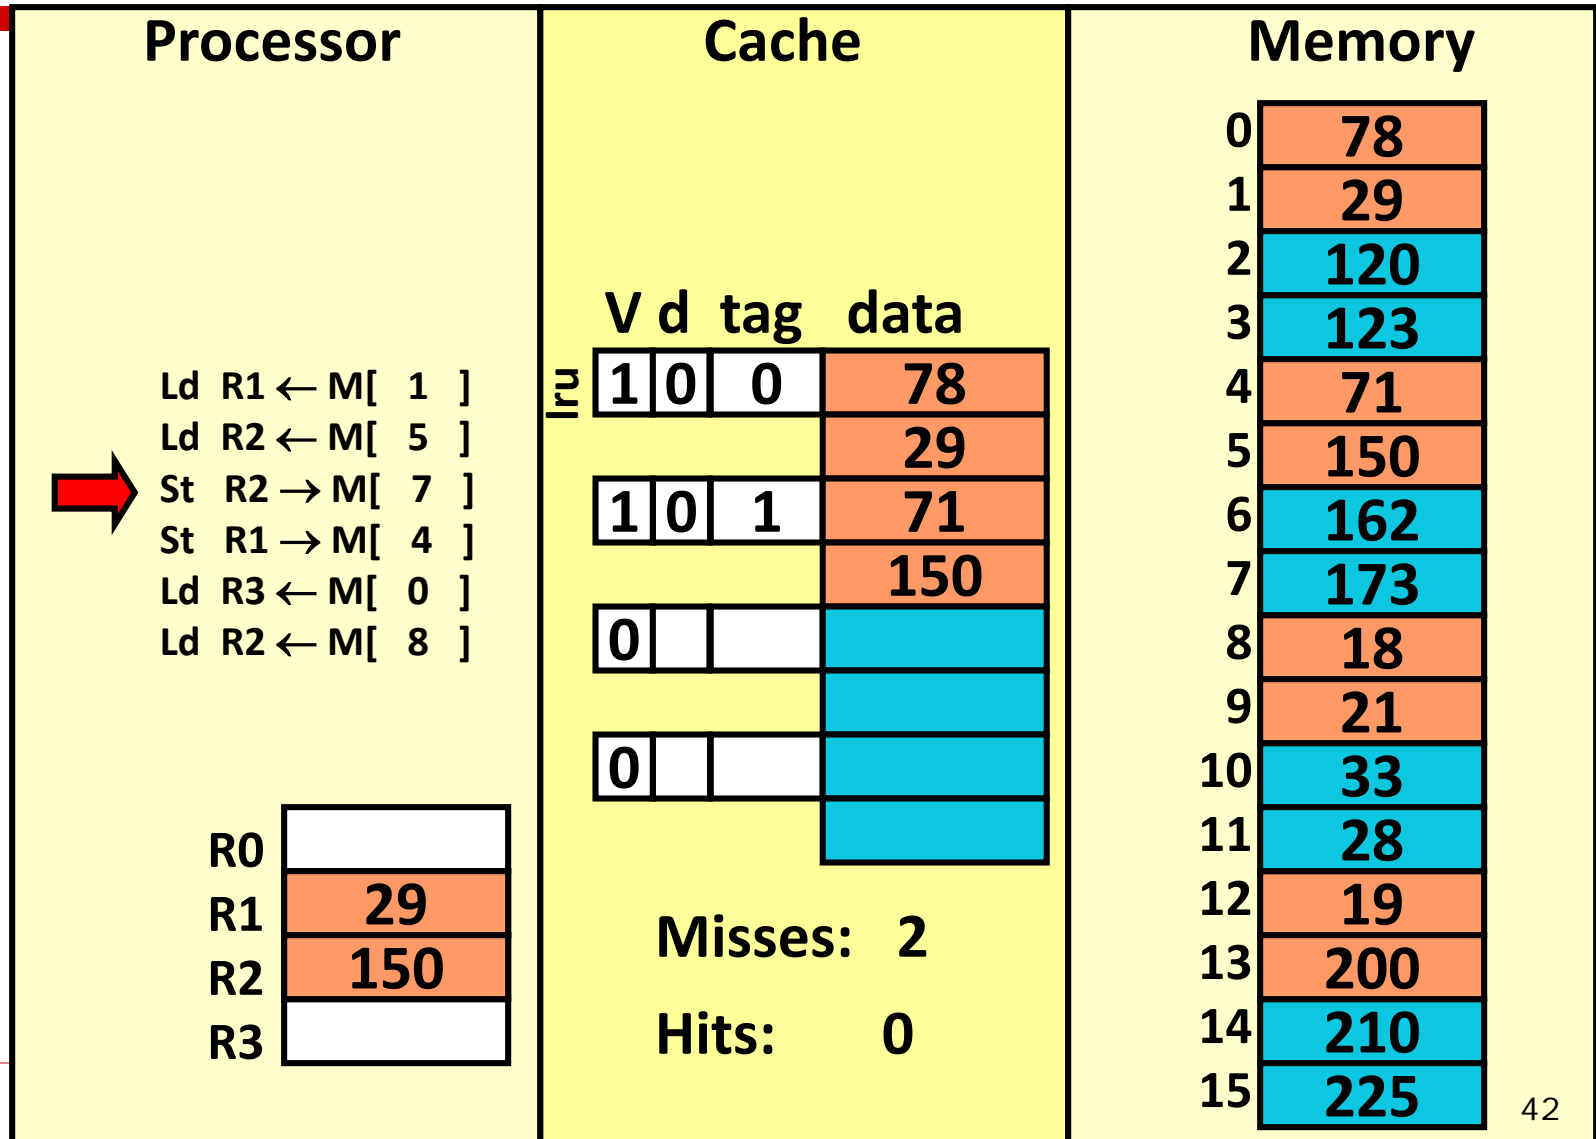 Processor
Ld R1 ← M[ 1 ]
Ld R2 ← M[ 5 ]
St R2 → M[ 7 ]
St R1 → M[ 4 ]
Ld R3 ← M[ 0 ]
Ld R2 ← M[ 8 ]
R0
R1 29
R2 150
R3
Cache
V d tag data
lru 1 0 0 78
29
1 0 1 71
150
0
0
Misses: 2
Hits: 0
Memory
0 78
1 29
2 120
3 123
4 71
5 150
6 162
7 173
8 18
9 21
10 33
11 28
12 19
13 200
14 210
15 225
42